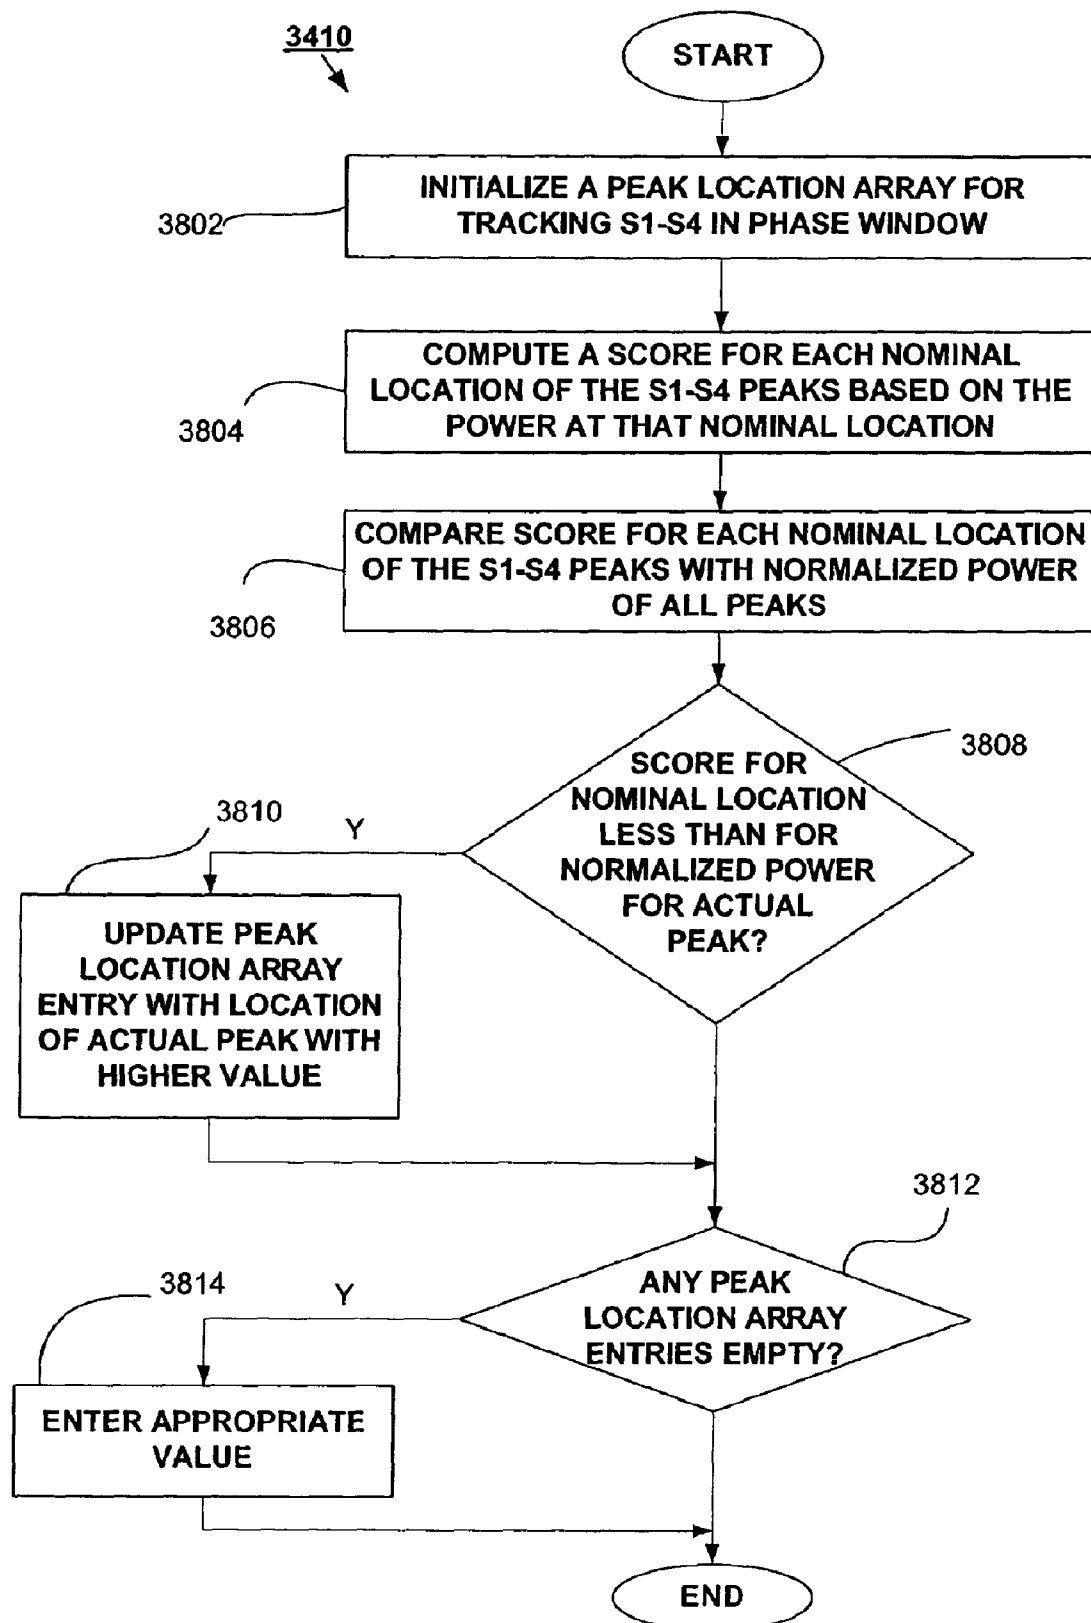 3410
START
INITIALIZE A PEAK LOCATION ARRAY FOR
TRACKING S1-S4 IN PHASE WINDOW
3802
COMPUTE A SCORE FOR EACH NOMINAL
LOCATION OF THE S1-S4 PEAKS BASED ON THE
POWER AT THAT NOMINAL LOCATION
3804
COMPARE SCORE FOR EACH NOMINAL LOCATION
OF THE S1-S4 PEAKS WITH NORMALIZED POWER
OF ALL PEAKS
3806
SCORE FOR
NOMINAL LOCATION
LESS THAN FOR
NORMALIZED POWER
FOR ACTUAL
PEAK?
3808
Y
3810
UPDATE PEAK
LOCATION ARRAY
ENTRY WITH LOCATION
OF ACTUAL PEAK WITH
HIGHER VALUE
3812
ANY PEAK
LOCATION ARRAY
ENTRIES EMPTY?
Y
3814
ENTER APPROPRIATE
VALUE
END